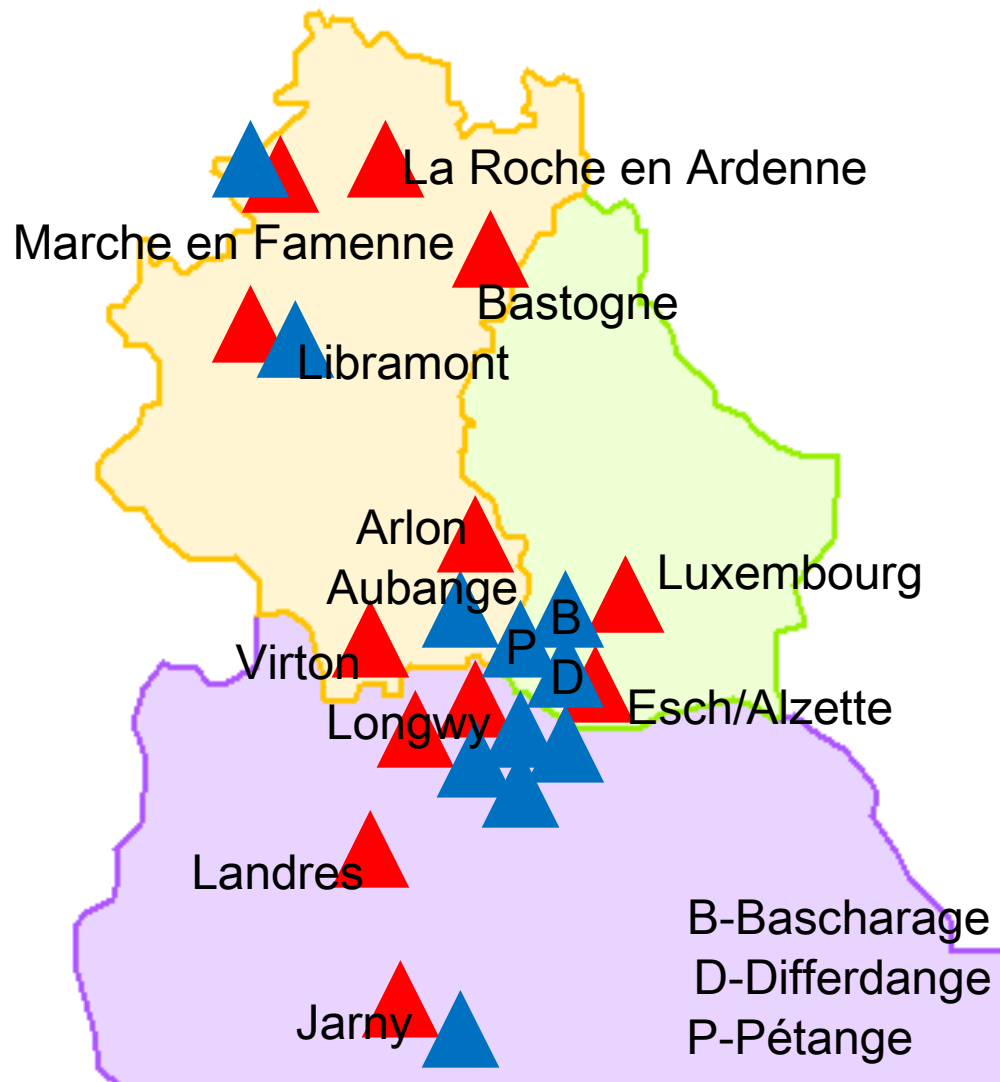 La Roche en Ardenne
Marche en Famenne
Bastogne
Libramont
Arlon
Luxembourg
Aubange
B
P
Virton
D
Esch/Alzette
Longwy
Landres
B-Bascharage
D-Differdange
Jarny
P-Pétange